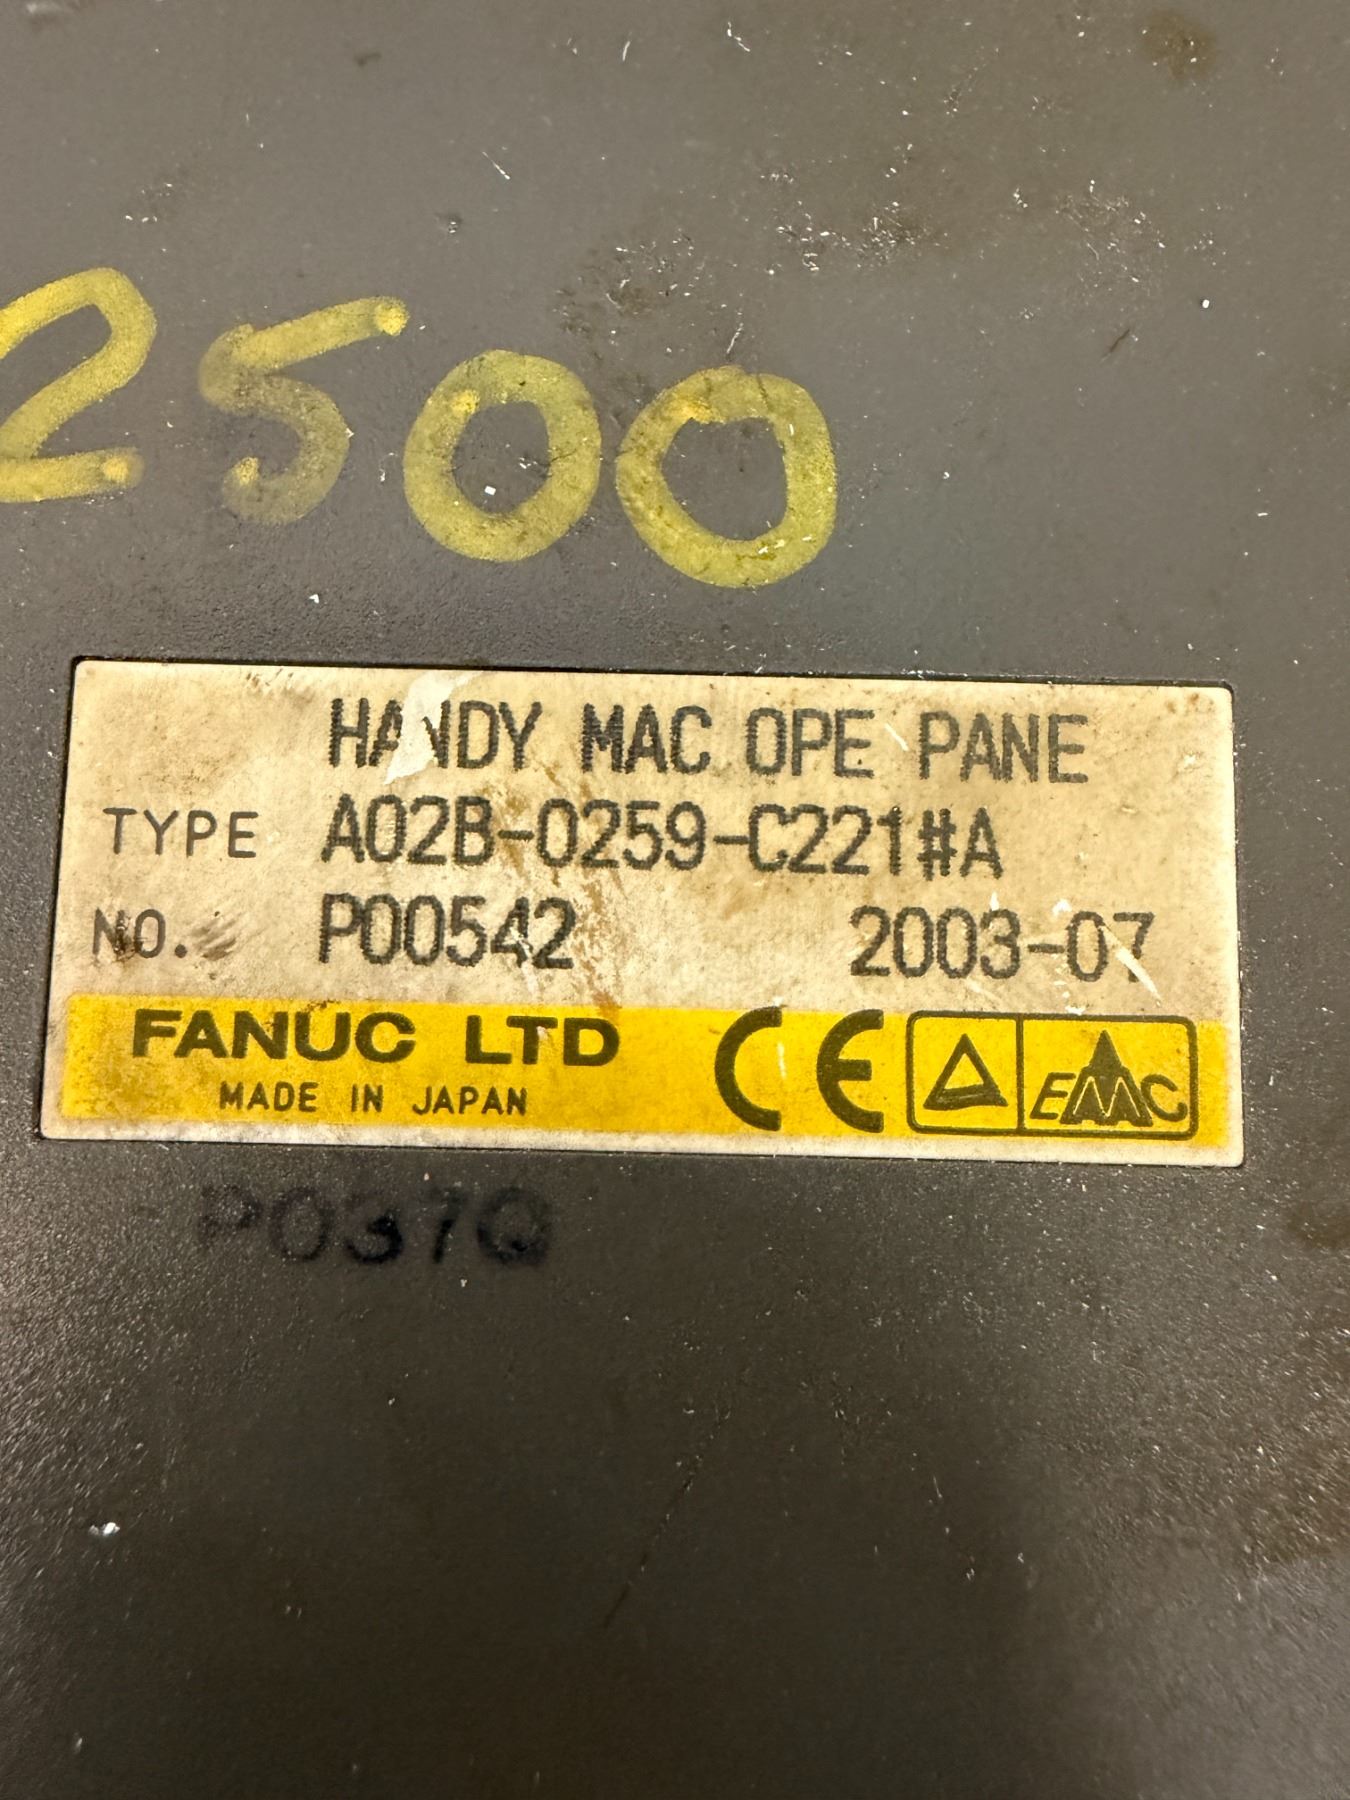 2500
HANDY MAC OPE PANE
TYPE A02B-0259-C221#A
NO. P00542 2003-07
FANUC LTD CE EMC
MADE IN JAPAN
P037Q